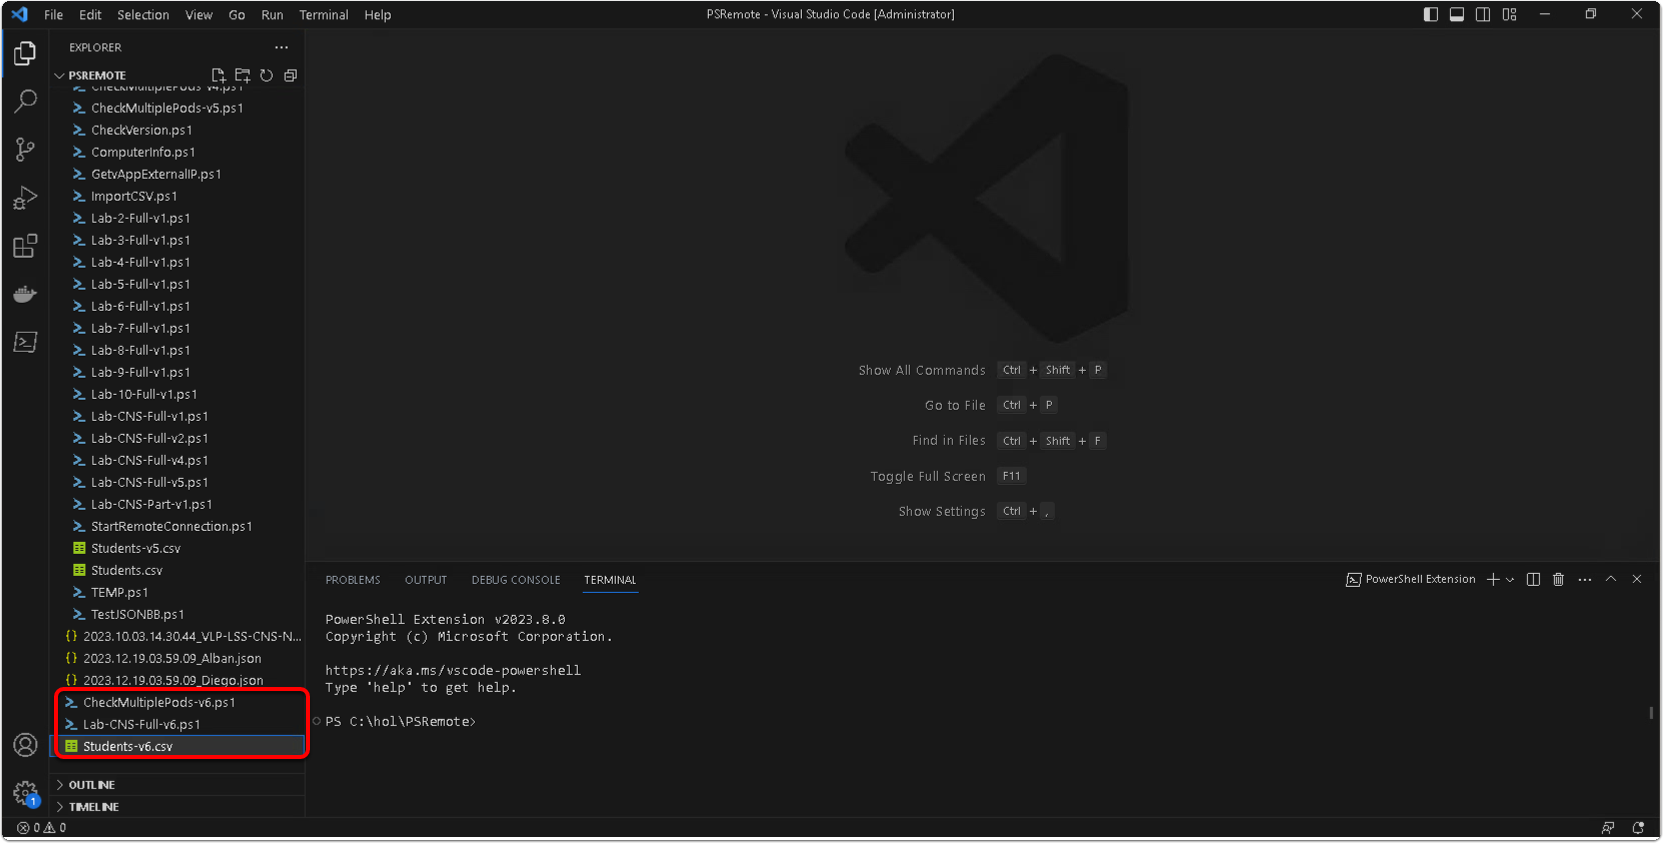 File Edit Selection View Go Run Terminal Help
PSRemote - Visual Studio Code [Administrator]
EXPLORER
PSREMOTE
CheckMultiplePods-v4.ps1
CheckMultiplePods-v5.ps1
CheckVersion.ps1
ComputerInfo.ps1
GetvAppExternalIP.ps1
ImportCSV.ps1
Lab-2-Full-v1.ps1
Lab-3-Full-v1.ps1
Lab-4-Full-v1.ps1
Lab-5-Full-v1.ps1
Lab-6-Full-v1.ps1
Lab-7-Full-v1.ps1
Lab-8-Full-v1.ps1
Lab-9-Full-v1.ps1
Lab-10-Full-v1.ps1
Lab-CNS-Full-v1.ps1
Lab-CNS-Full-v2.ps1
Lab-CNS-Full-v4.ps1
Lab-CNS-Full-v5.ps1
Lab-CNS-Part-v1.ps1
StartRemoteConnection.ps1
Students-v5.csv
Students.csv
TEMP.ps1
TestJSONBB.ps1
{} 2023.10.03.14.30.44_VLP-LSS-CNS-N...
{} 2023.12.19.03.59.09_Alban.json
{} 2023.12.19.03.59.09_Diego.json
CheckMultiplePods-v6.ps1
Lab-CNS-Full-v6.ps1
Students-v6.csv
OUTLINE
TIMELINE
1
0 0
Show All Commands Ctrl + Shift + P
Go to File Ctrl + P
Find in Files Ctrl + Shift + F
Toggle Full Screen F11
Show Settings Ctrl + ,
PROBLEMS OUTPUT DEBUG CONSOLE TERMINAL
PowerShell Extension
PowerShell Extension v2023.8.0
Copyright (c) Microsoft Corporation.
https://aka.ms/vscode-powershell
Type 'help' to get help.
PS C:\hol\PSRemote>